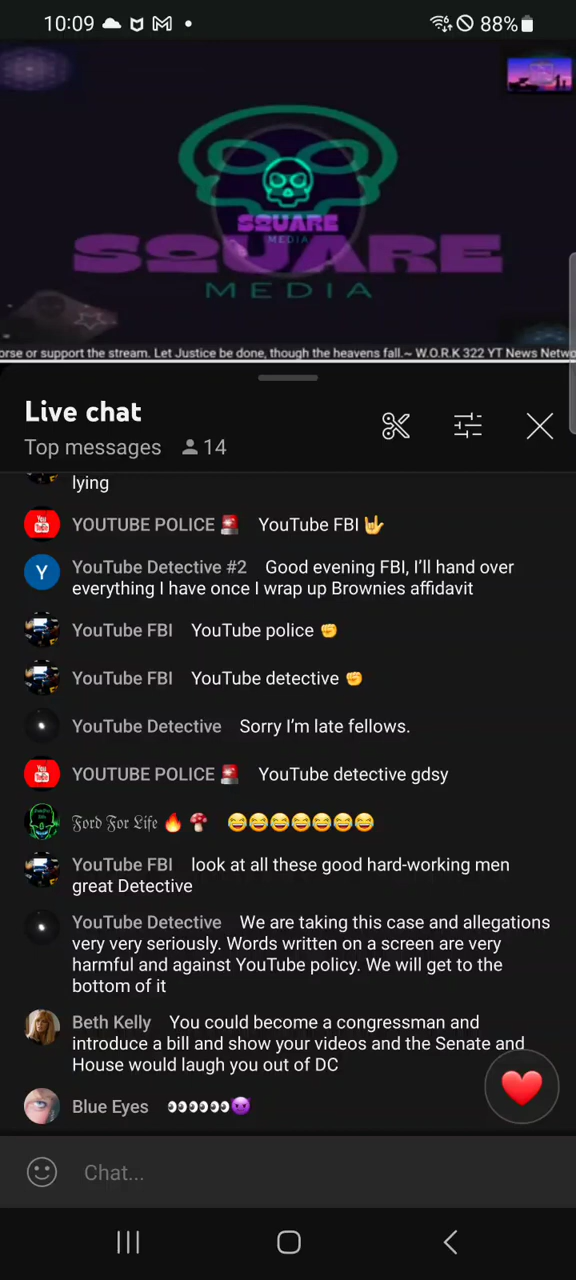 10:09
88%
SQUARE
MEDIA
SQUARE
MEDIA
orse or support the stream. Let Justice be done, though the heavens fall.~ W.O.R.K 322 YT News Netwo
Live chat
Top messages 14
lying
YOUTUBE POLICE 🚨 YouTube FBI 🤟
Y YouTube Detective #2 Good evening FBI, I'll hand over
everything I have once I wrap up Brownies affidavit
YouTube FBI YouTube police ✊
YouTube FBI YouTube detective ✊
YouTube Detective Sorry I'm late fellows.
YOUTUBE POLICE 🚨 YouTube detective gdsy
𝔉𝔬𝔯𝔡 𝔉𝔬𝔯 𝔏𝔦𝔣𝔢 🔥 🍄 😂😂😂😂😂😂😂
YouTube FBI look at all these good hard-working men
great Detective
YouTube Detective We are taking this case and allegations
very very seriously. Words written on a screen are very
harmful and against YouTube policy. We will get to the
bottom of it
Beth Kelly You could become a congressman and
introduce a bill and show your videos and the Senate and
House would laugh you out of DC
Blue Eyes 👀👀👀👀👀👀😈
Chat...